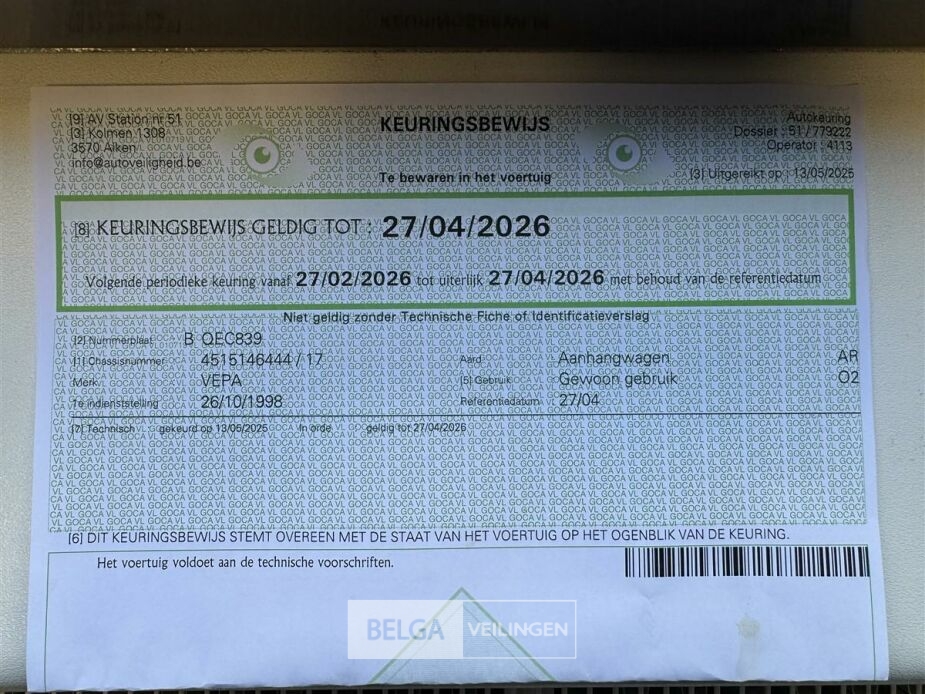 [9] AV Station nr 51
[3] Kolmen 1308
3570 Alken
info@autoveiligheid.be
KEURINGSBEWIJS
Te bewaren in het voertuig
Autokeuring
Dossier : 51 / 779222
Operator : 4113
[3] Uitgereikt op : 13/05/2025
[8] KEURINGSBEWIJS GELDIG TOT : 27/04/2026
Volgende periodieke keuring vanaf 27/02/2026 tot uiterlijk 27/04/2026 met behoud van de referentiedatum
Niet geldig zonder Technische Fiche of Identificatieverslag
[2] Nummerplaat B QEC839
[1] Chassisnummer 4515146444 / 17 Aard Aanhangwagen AR
Merk VEPA [5] Gebruik Gewoon gebruik O2
Te indienststelling 26/10/1998 Referentiedatum 27/04
[7] Technisch : gekeurd op 13/05/2025 In orde geldig tot 27/04/2026
[6] DIT KEURINGSBEWIJS STEMT OVEREEN MET DE STAAT VAN HET VOERTUIG OP HET OGENBLIK VAN DE KEURING.
Het voertuig voldoet aan de technische voorschriften.
BELGA VEILINGEN